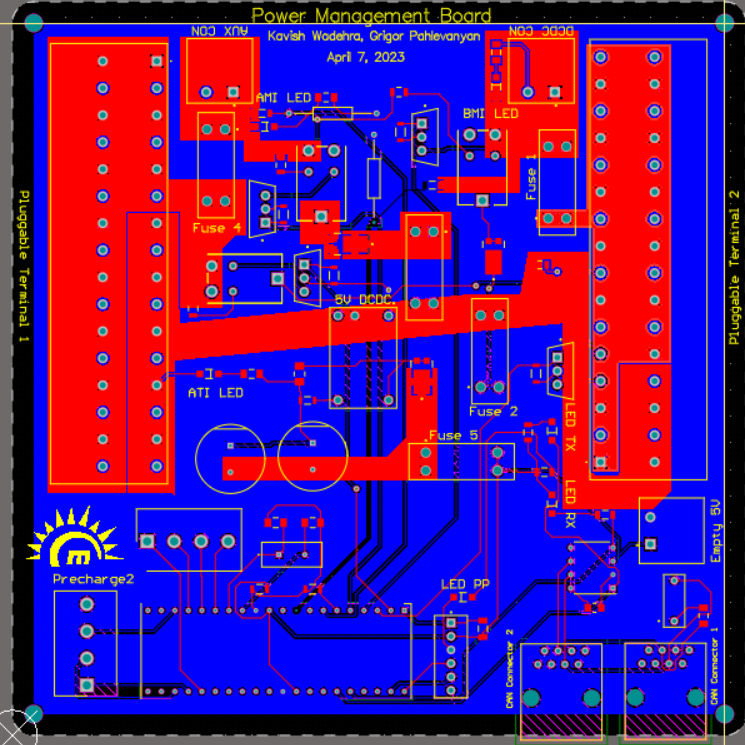 Power Management Board
Kavish Wadehra, Grigor Pahlevanyan
April 7, 2023
AUX CON
DCDC CON
AMI LED
BMI LED
Fuse 1
Fuse 4
Pluggable Terminal 1
Pluggable Terminal 2
5V DCDC
ATI LED
Fuse 2
LED TX
Fuse 5
LED RX
Empty 5V
m
Precharge2
LED PP
CAN Connector 2
CAN Connector 1